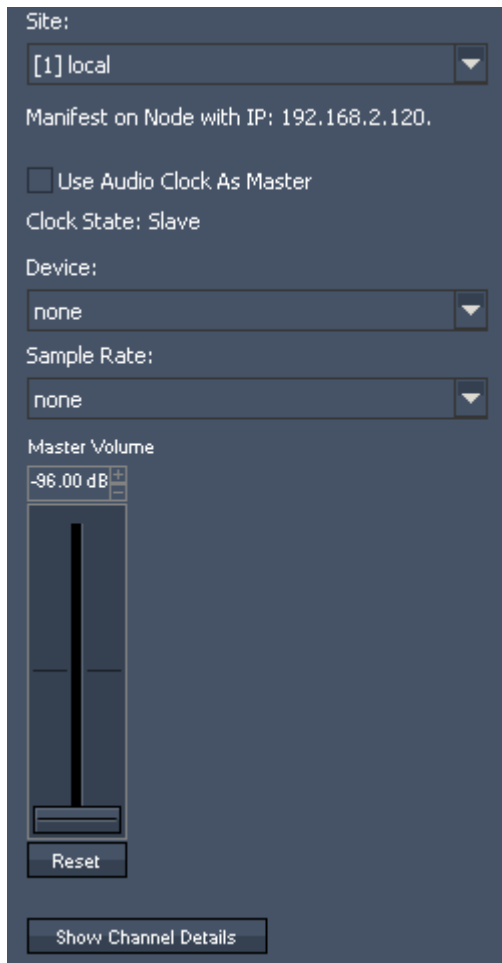 Site:
[1] local
Manifest on Node with IP: 192.168.2.120.
Use Audio Clock As Master
Clock State: Slave
Device:
none
Sample Rate:
none
Master Volume
-96.00 dB
Reset
Show Channel Details